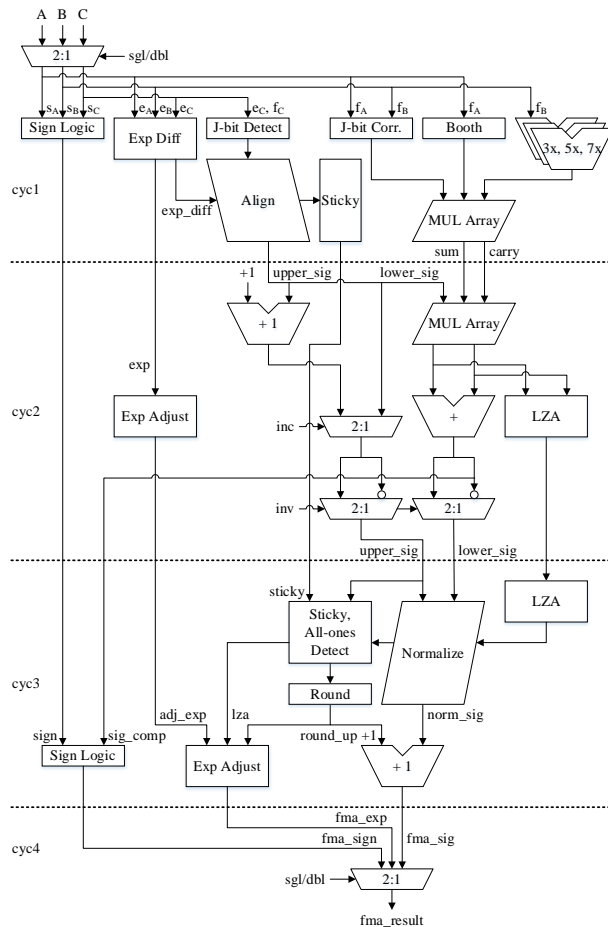 A B C
2:1
sgl/dbl
sA sB sC
eA eB eC
eC, fC
fA
fB
fA
fB
Sign Logic
Exp Diff
J-bit Detect
J-bit Corr.
Booth
3x, 5x, 7x
cyc1
exp_diff
Align
Sticky
MUL Array
sum
carry
+1
upper_sig
lower_sig
+ 1
MUL Array
exp
cyc2
Exp Adjust
inc
2:1
+
LZA
inv
2:1
2:1
upper_sig
lower_sig
sticky
LZA
Sticky,
All-ones
Detect
Normalize
cyc3
Round
sign
sig_comp
adj_exp
lza
round_up
+1
norm_sig
Sign Logic
Exp Adjust
+ 1
cyc4
fma_exp
fma_sign
fma_sig
sgl/dbl
2:1
fma_result